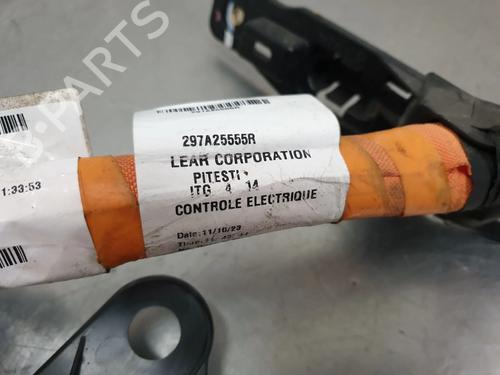 B-PARTS
1:33:53
297A25555R
LEAR CORPORATION
PITESTI
ITG 4 14
CONTROLE ELECTRIQUE
Date:11/10/23